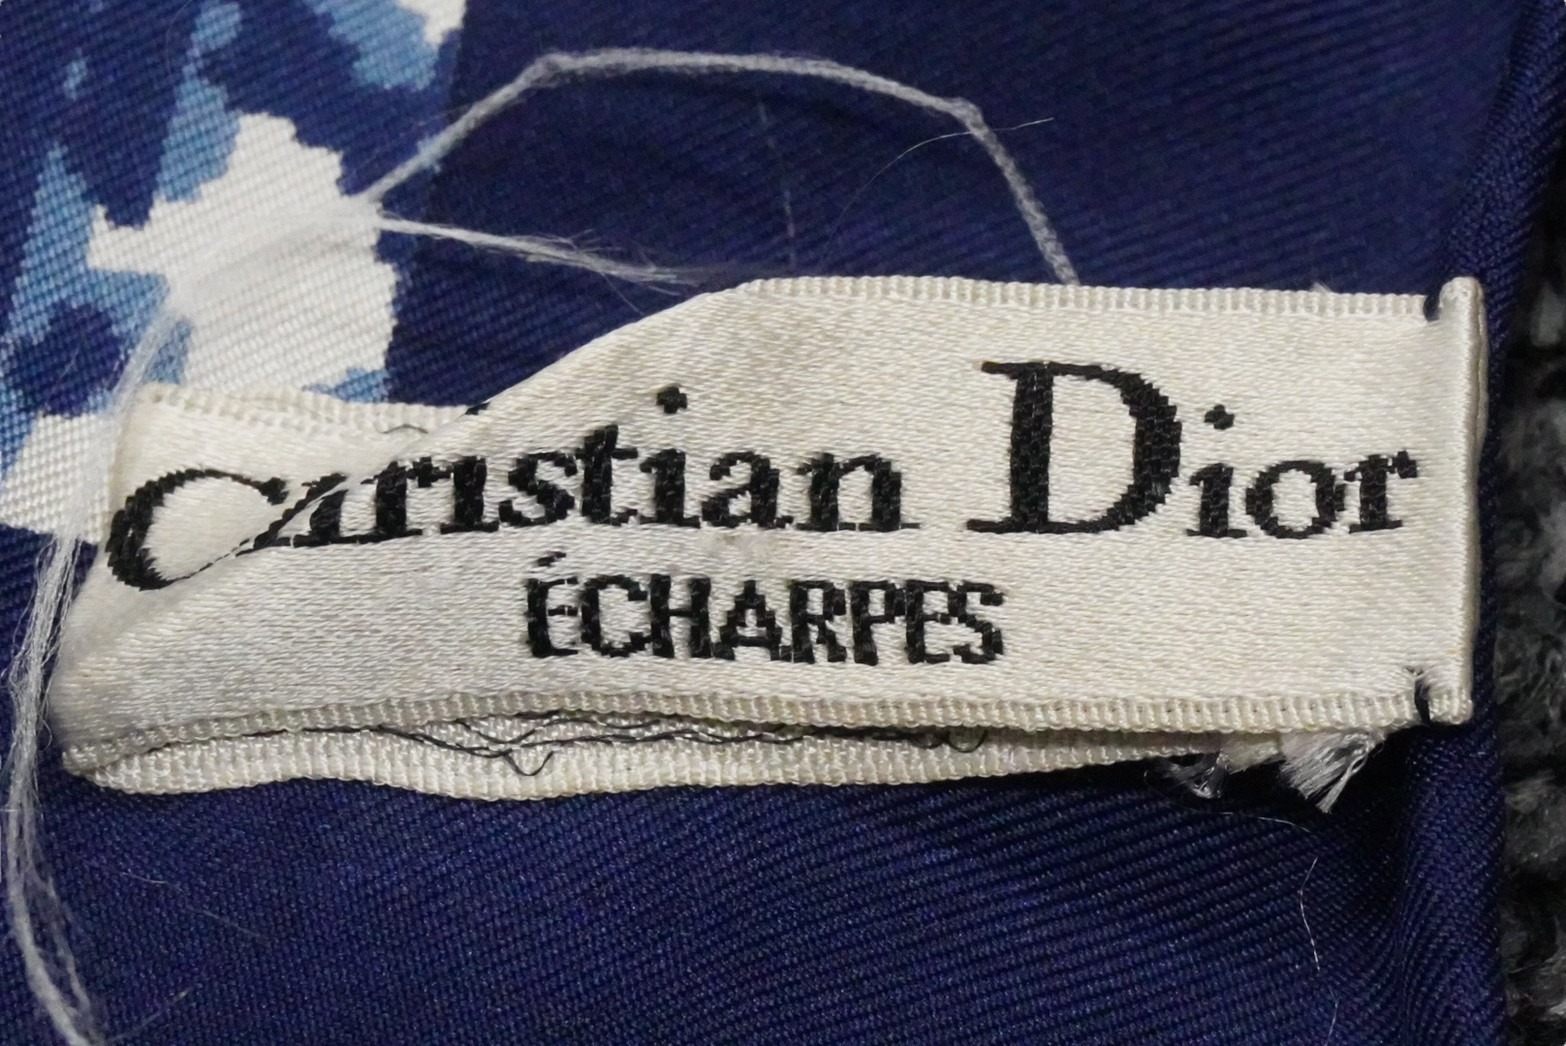 Christian Dior
ÉCHARPES